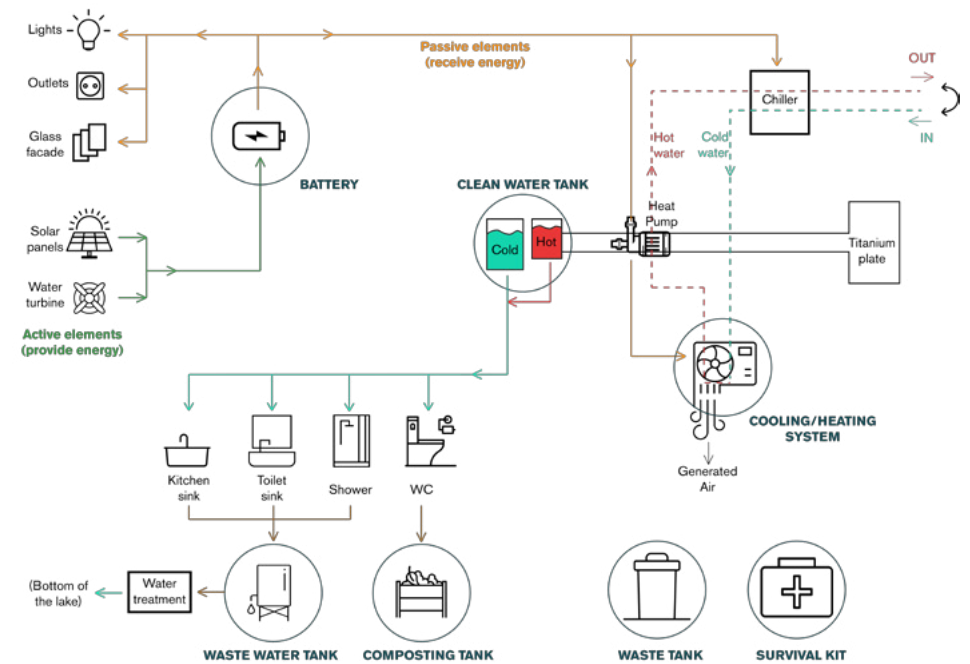 Lights
Passive elements
(receive energy)
OUT
Outlets
Chiller
Glass
facade
Hot
water
Cold
water
IN
BATTERY
CLEAN WATER TANK
Heat
Pump
Solar
panels
Cold
Hot
Titanium
plate
Water
turbine
Active elements
(provide energy)
COOLING/HEATING
SYSTEM
Generated
Air
Kitchen
sink
Toilet
sink
Shower
WC
(Bottom of
the lake)
Water
treatment
WASTE WATER TANK
COMPOSTING TANK
WASTE TANK
SURVIVAL KIT